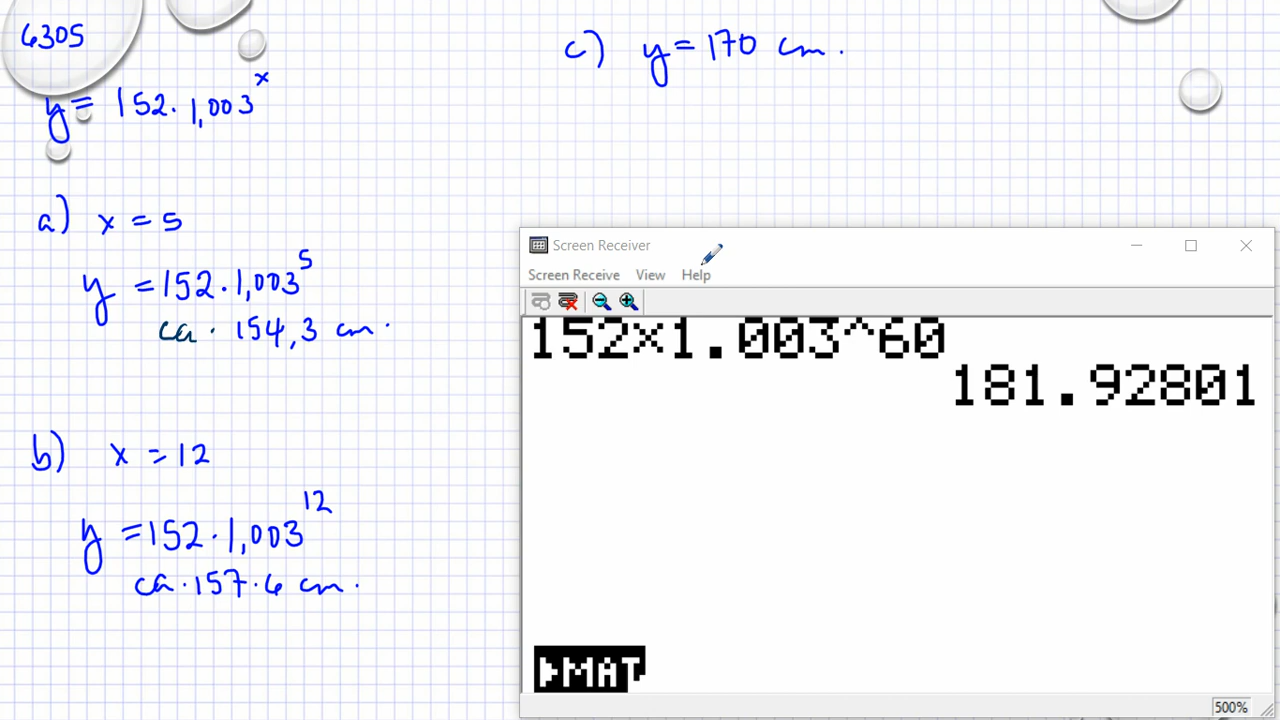 6305
y = 152 · 1,003^x
a) x = 5
y = 152 · 1,003^5
ca · 154,3 cm ·
b) x = 12
y = 152 · 1,003^12
ca · 157 · 6 cm ·
c) y = 170 cm ·
Screen Receiver
Screen Receive View Help
152×1.003^60
181.92801
▶MAT
500%